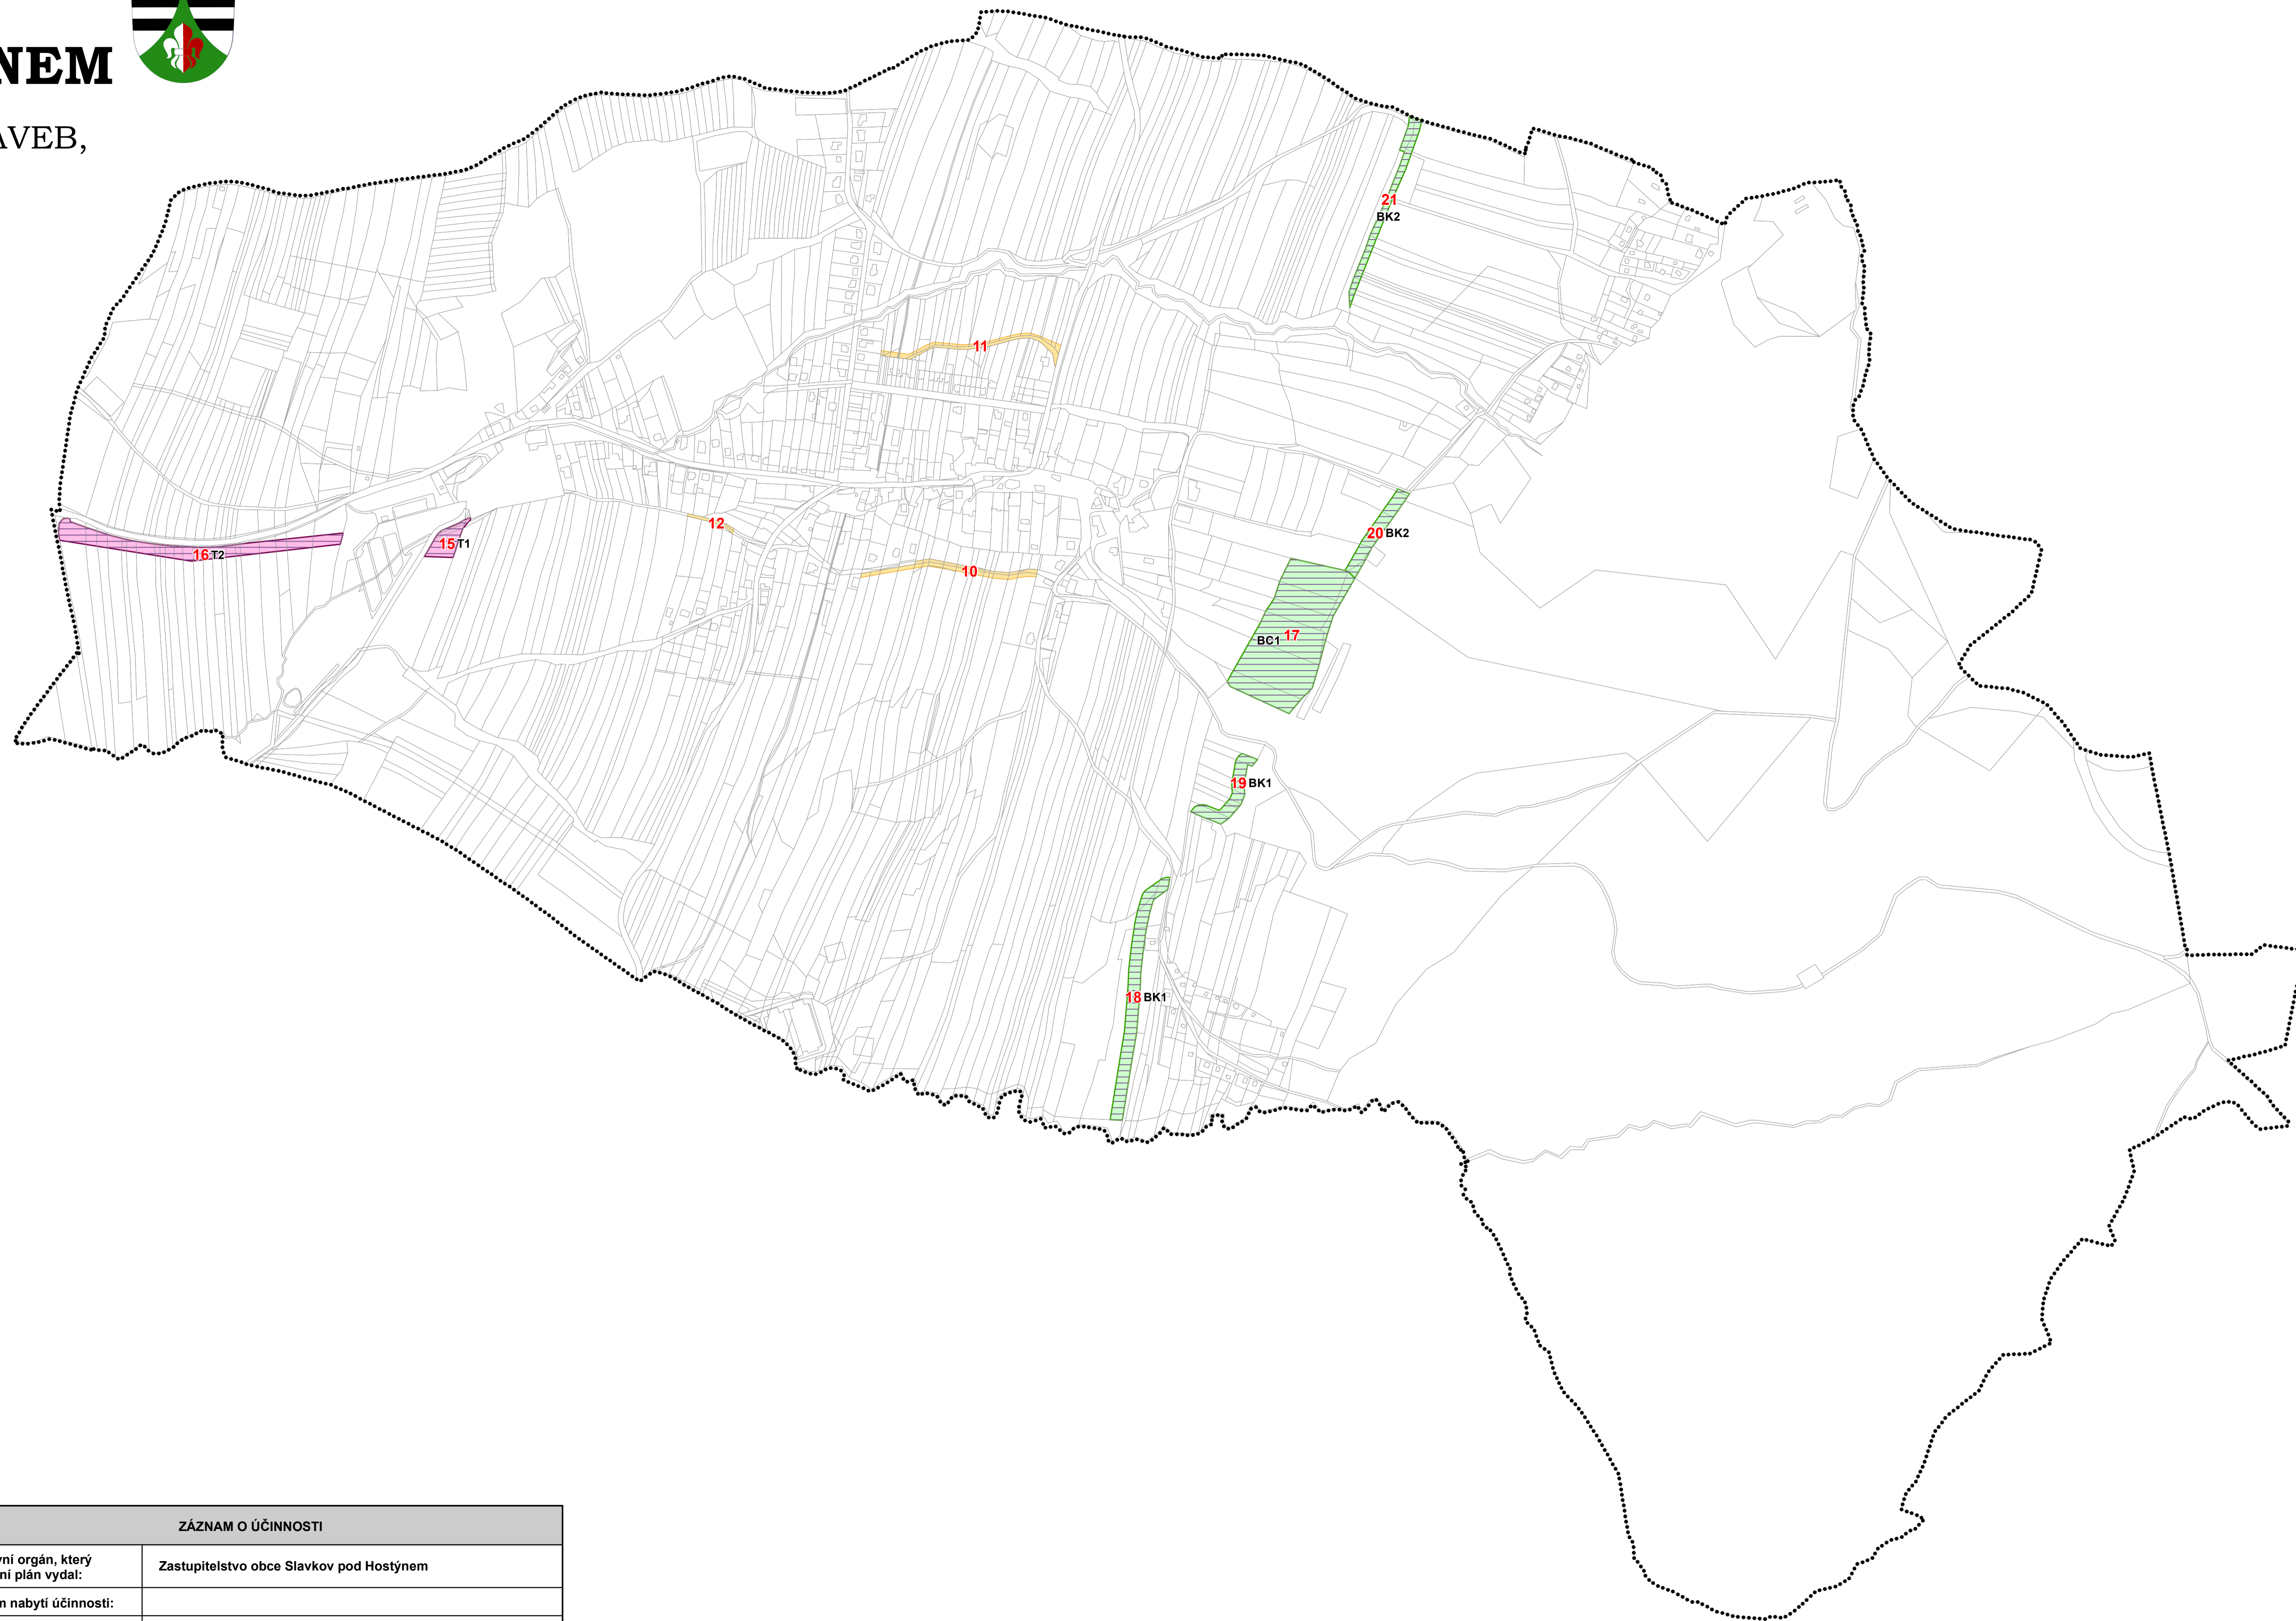 NEM
AVEB,
21
BK2
11
12
20 BK2
16 T2
15 T1
10
BC1 17
19 BK1
18 BK1
ZÁZNAM O ÚČINNOSTI
vní orgán, který
ní plán vydal:
Zastupitelstvo obce Slavkov pod Hostýnem
m nabytí účinnosti: